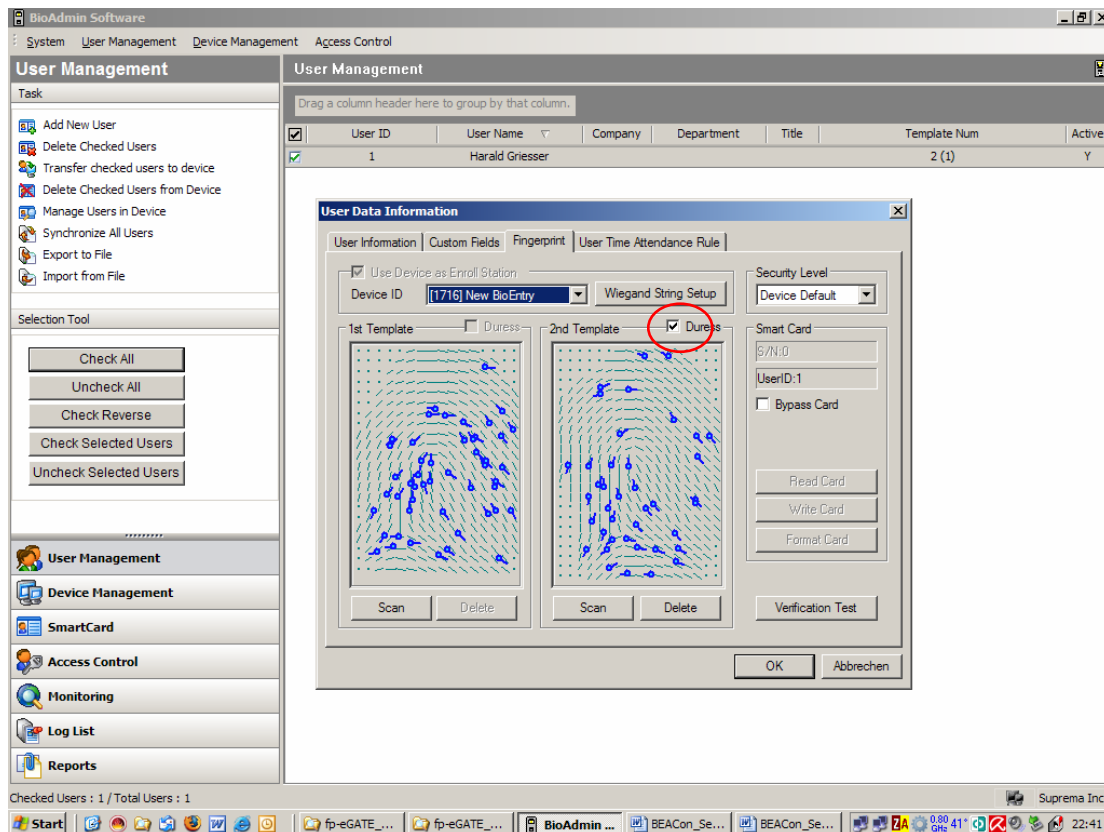 BioAdmin Software
System User Management Device Management Access Control
User Management
Task
Add New User
Delete Checked Users
Transfer checked users to device
Delete Checked Users from Device
Manage Users in Device
Synchronize All Users
Export to File
Import from File
Selection Tool
Check All
Uncheck All
Check Reverse
Check Selected Users
Uncheck Selected Users
User Management
Device Management
SmartCard
Access Control
Monitoring
Log List
Reports
User Management
Drag a column header here to group by that column.
User ID User Name Company Department Title Template Num Active
1 Harald Griesser 2 (1) Y
User Data Information
User Information Custom Fields Fingerprint User Time Attendance Rule
Use Device as Enroll Station
Device ID [1716] New BioEntry Wiegand String Setup
Security Level
Device Default
1st Template Duress
2nd Template Duress
Smart Card
S/N:0
UserID:1
Bypass Card
Read Card
Write Card
Format Card
Scan Delete
Scan Delete
Verification Test
OK Abbrechen
Checked Users : 1 / Total Users : 1 Suprema Inc
Start fp-eGATE_... fp-eGATE_... BioAdmin ... BEACon_Se... BEACon_Se... ZA 0.80 GHz 41° 22:41